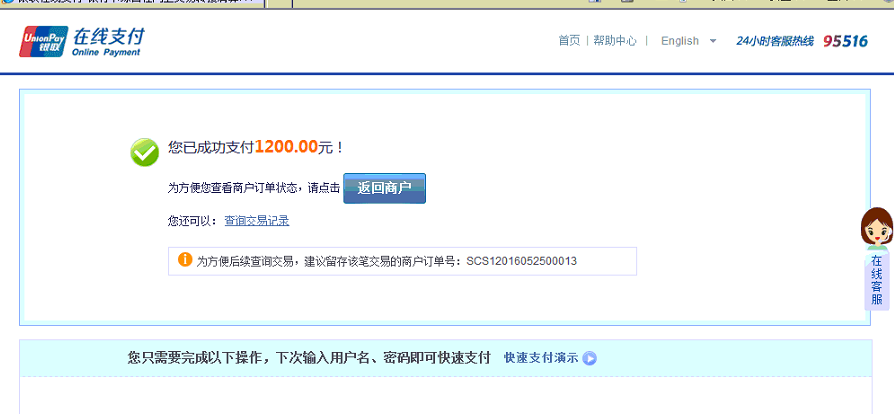 UnionPay 银联 在线支付
Online Payment
首页 | 帮助中心 | English
24小时客服热线 95516
您已成功支付1200.00元!
为方便您查看商户订单状态,请点击 返回商户
您还可以: 查询交易记录
为方便后续查询交易,建议留存该笔交易的商户订单号:SCS12016052500013
在线客服
您只需要完成以下操作,下次输入用户名、密码即可快速支付 快速支付演示